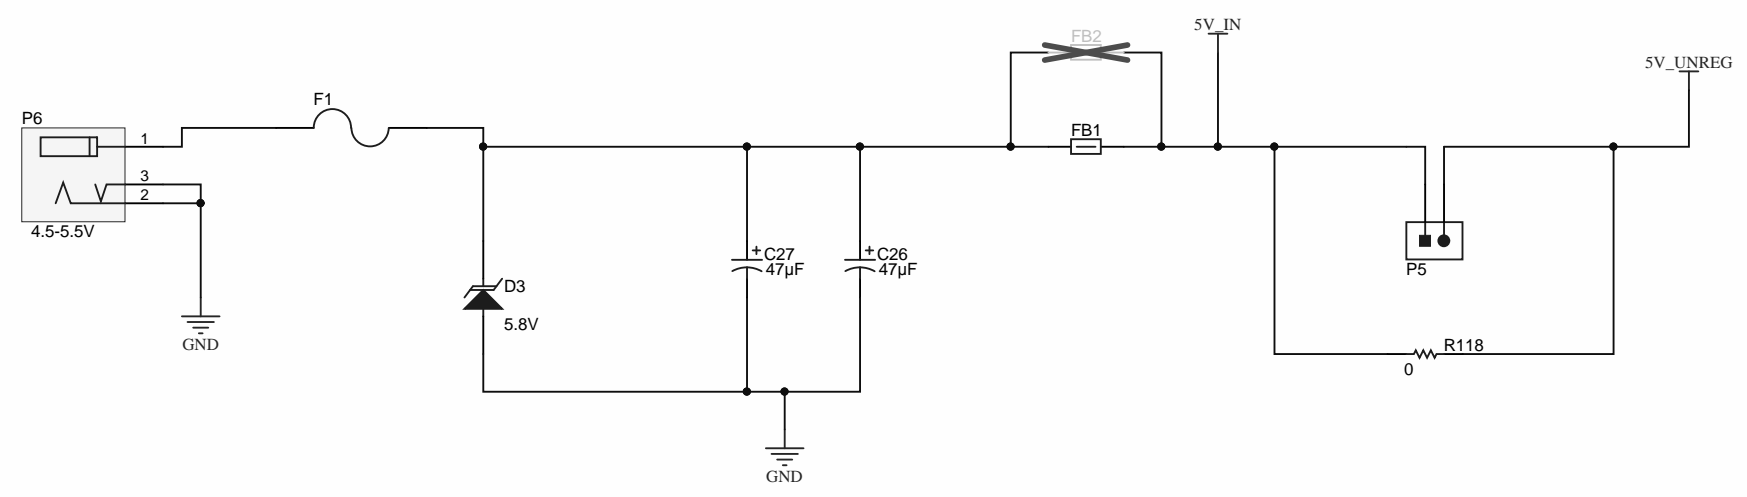 5V_IN
FB2
5V_UNREG
F1
P6
1
FB1
3
2
4.5-5.5V
C27
47µF
C26
47µF
P5
D3
5.8V
GND
R118
0
GND